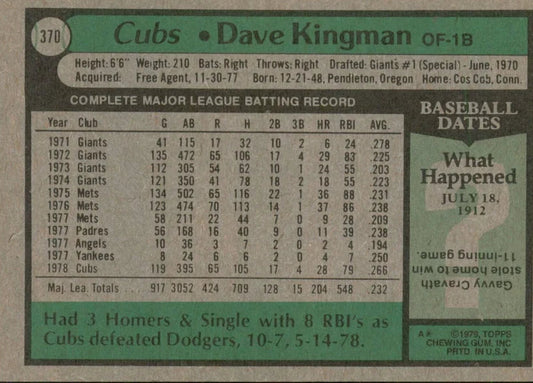 370
Cubs • Dave Kingman OF-1B
Height: 6'6" Weight: 210 Bats: Right Throws: Right Drafted: Giants #1 (Special) - June, 1970
Acquired: Free Agent, 11-30-77 Born: 12-21-48, Pendleton, Oregon Home: Cos Cob, Conn.
COMPLETE MAJOR LEAGUE BATTING RECORD
Year Club G AB R H 2B 3B HR RBI AVG.
1971 Giants 41 115 17 32 10 2 6 24 .278
1972 Giants 135 472 65 106 17 4 29 83 .225
1973 Giants 112 305 54 62 10 1 24 55 .203
1974 Giants 121 350 41 78 18 2 18 55 .223
1975 Mets 134 502 65 116 22 1 36 88 .231
1976 Mets 123 474 70 113 14 1 37 86 .238
1977 Mets 58 211 22 44 7 0 9 28 .209
1977 Padres 56 168 16 40 9 0 11 39 .238
1977 Angels 10 36 3 7 2 0 2 4 .194
1977 Yankees 8 24 6 6 2 0 4 7 .250
1978 Cubs 119 395 65 105 17 4 28 79 .266
Maj. Lea. Totals . . . . 917 3052 424 709 128 15 204 548 .232
Had 3 Homers & Single with 8 RBI's as
Cubs defeated Dodgers, 10-7, 5-14-78.
BASEBALL
DATES
What
Happened
JULY 18,
1912
?
Gavvy Cravath
stole home to win
11-inning game.
A* ©1979, TOPPS
CHEWING GUM, INC
PRTD. IN U.S.A.